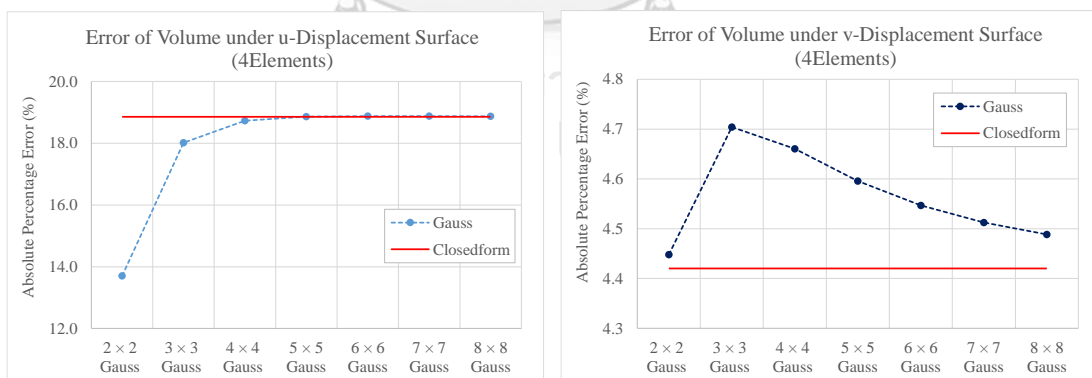 Error of Volume under u-Displacement Surface
(4Elements)
Absolute Percentage Error (%)
20.0
18.0
16.0
14.0
12.0
Gauss
Closedform
2 × 2 Gauss
3 × 3 Gauss
4 × 4 Gauss
5 × 5 Gauss
6 × 6 Gauss
7 × 7 Gauss
8 × 8 Gauss
Error of Volume under v-Displacement Surface
(4Elements)
Absolute Percentage Error (%)
4.8
4.7
4.6
4.5
4.4
4.3
Gauss
Closedform
2 × 2 Gauss
3 × 3 Gauss
4 × 4 Gauss
5 × 5 Gauss
6 × 6 Gauss
7 × 7 Gauss
8 × 8 Gauss